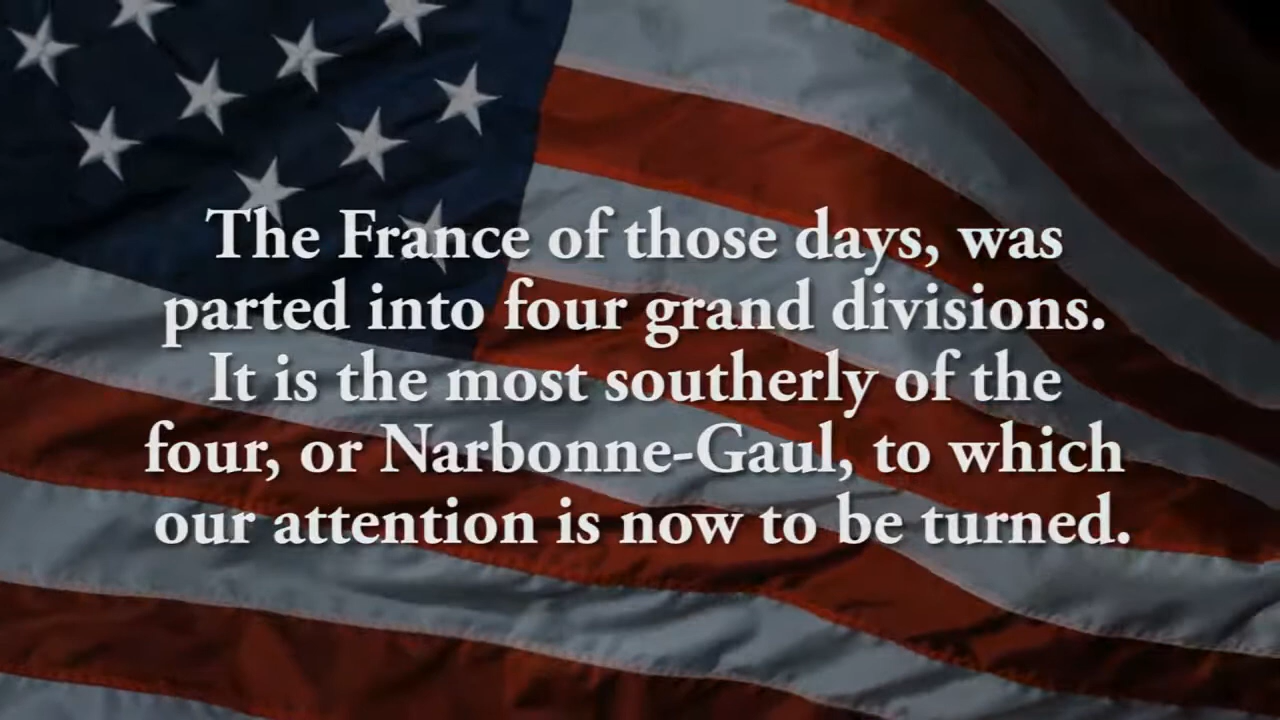 The France of those days, was
parted into four grand divisions.
It is the most southerly of the
four, or Narbonne-Gaul, to which
our attention is now to be turned.